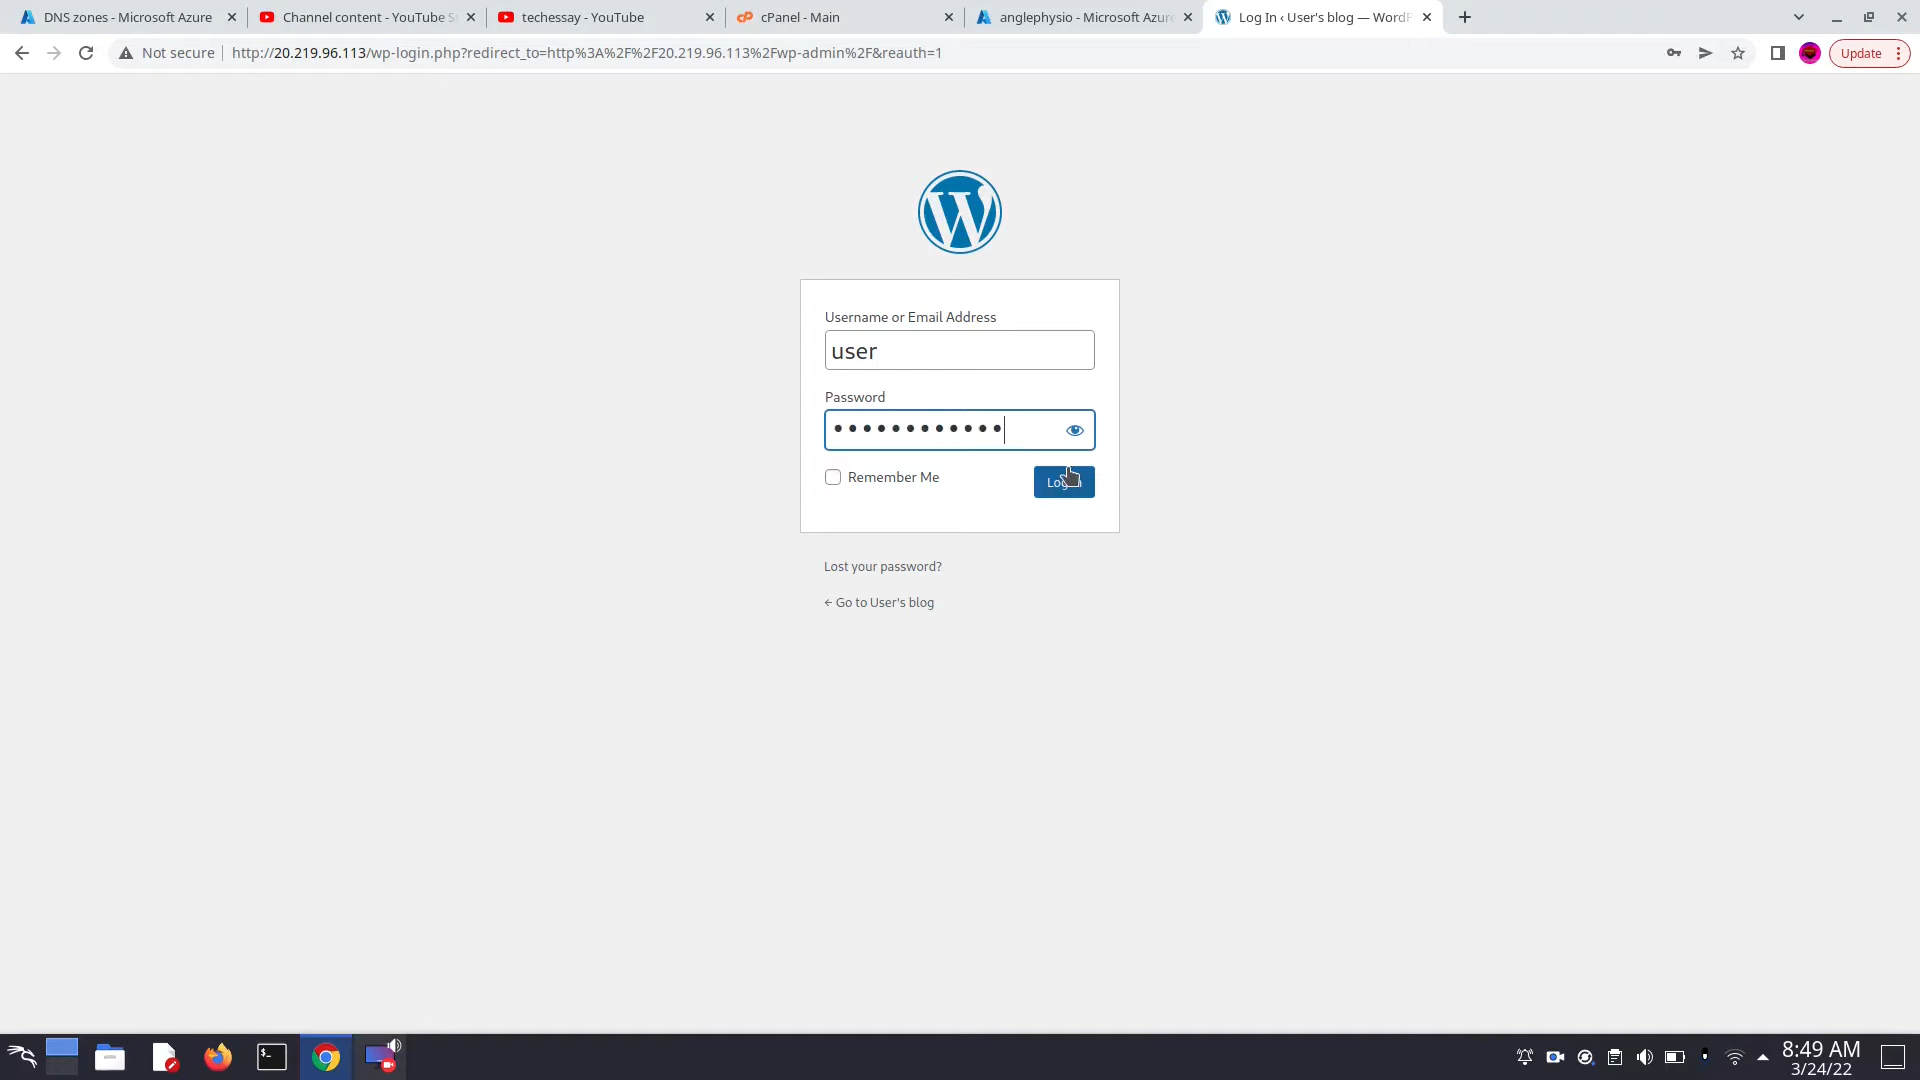 DNS zones - Microsoft Azure
Channel content - YouTube S
techessay - YouTube
cPanel - Main
anglephysio - Microsoft Azure
Log In ‹ User's blog — WordP
Not secure
http://20.219.96.113/wp-login.php?redirect_to=http%3A%2F%2F20.219.96.113%2Fwp-admin%2F&reauth=1
Update
Username or Email Address
user
Password
Remember Me
Lost your password?
← Go to User's blog
8:49 AM
3/24/22